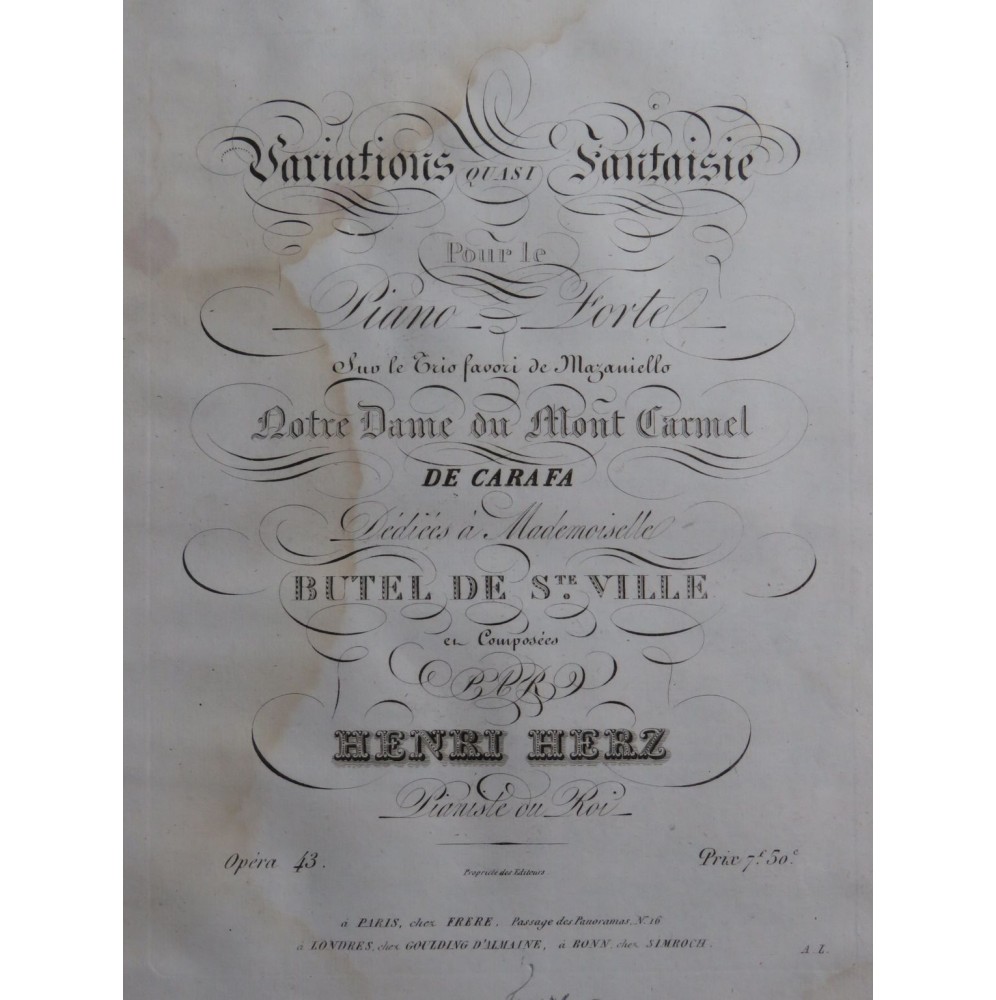 Variations QUASI Fantaisie
Pour le
Piano Forte
Sur le Trio favori de Mazaniello
Notre Dame du Mont Carmel
DE CARAFA
Dédiées à Mademoiselle
BUTEL DE STE. VILLE
et Composées
PAR
HENRI HERZ
Pianiste du Roi
Opéra 43. Prix 7f. 50c.
Propriété des Editeurs.
à PARIS, chez FRERE, Passage des Panoramas, No. 16
à LONDRES, chez GOULDING D'ALMAINE, à BONN, chez SIMROCH.
A.L.